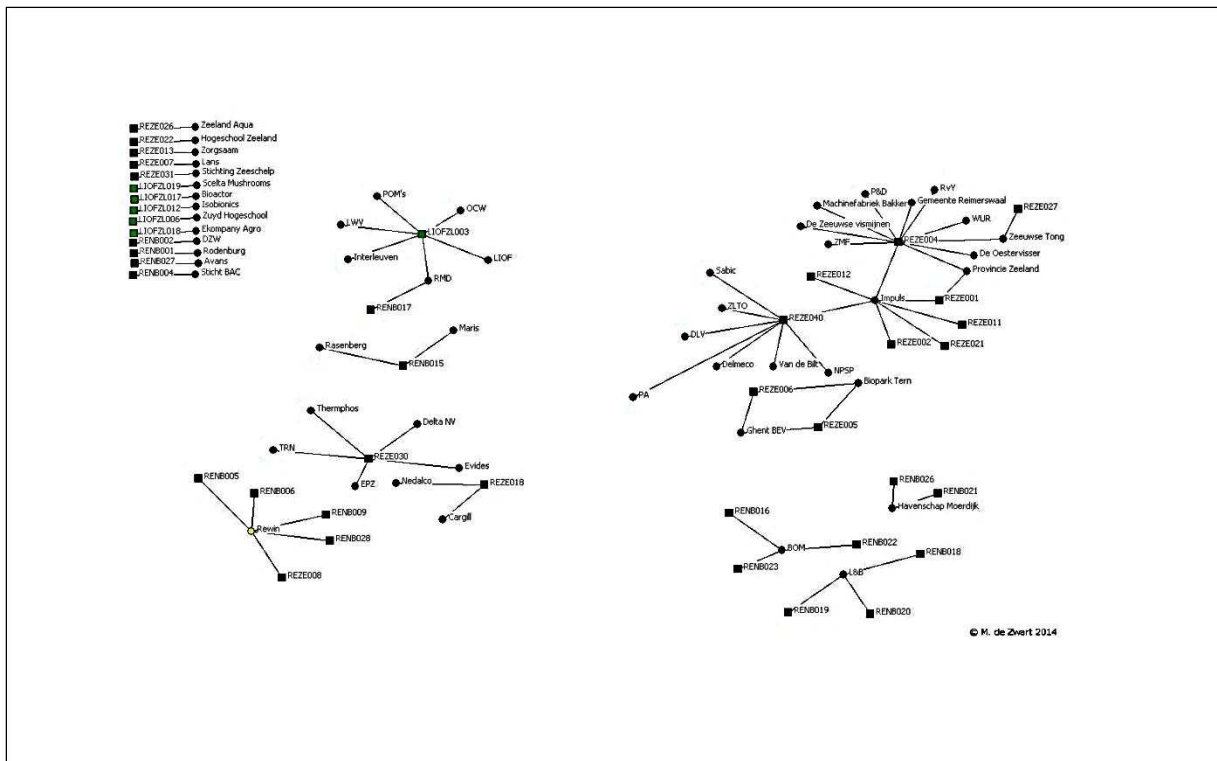 REZE026 Zeeland Aqua
REZE022 Hogeschool Zeeland
REZE013 Zorgsaam
REZE007 Lans
REZE031 Stichting Zeeschelp
LIOFZL019 Scelta Mushrooms
LIOFZL017 Bioactor
LIOFZL012 Isobionics
LIOFZL006 Zuyd Hogeschool
LIOFZL018 Ekompany Agro
RENB002 DZW
RENB001 Rodenburg
RENB027 Avans
RENB004 Sticht BAC
POM's
OCW
LWV
LIOFZL003
Interleuven
LIOF
RMD
RENB017
Maris
Rasenberg
RENB015
Thermphos
Delta NV
TRN
REZE030
Evides
EPZ
Nedalco
REZE018
Cargill
RENB005
RENB006
RENB009
Rewin
RENB028
REZE008
P&D
RvY
Machinefabriek Bakker
Gemeente Reimerswaal
REZE027
De Zeeuwse vismijnen
WUR
ZMF
REZE004
Zeeuwse Tong
De Oestervisser
Provincie Zeeland
Sabic
REZE012
Impuls
REZE001
ZLTO
REZE040
REZE011
DLV
REZE002
REZE021
Delmeco
Van de Bilt
NPSP
PA
REZE006
Biopark Tern
Ghent BEV
REZE005
RENB026
RENB021
Havenschap Moerdijk
RENB016
BOM
RENB022
RENB018
RENB023
L&B
RENB019
RENB020
© M. de Zwart 2014